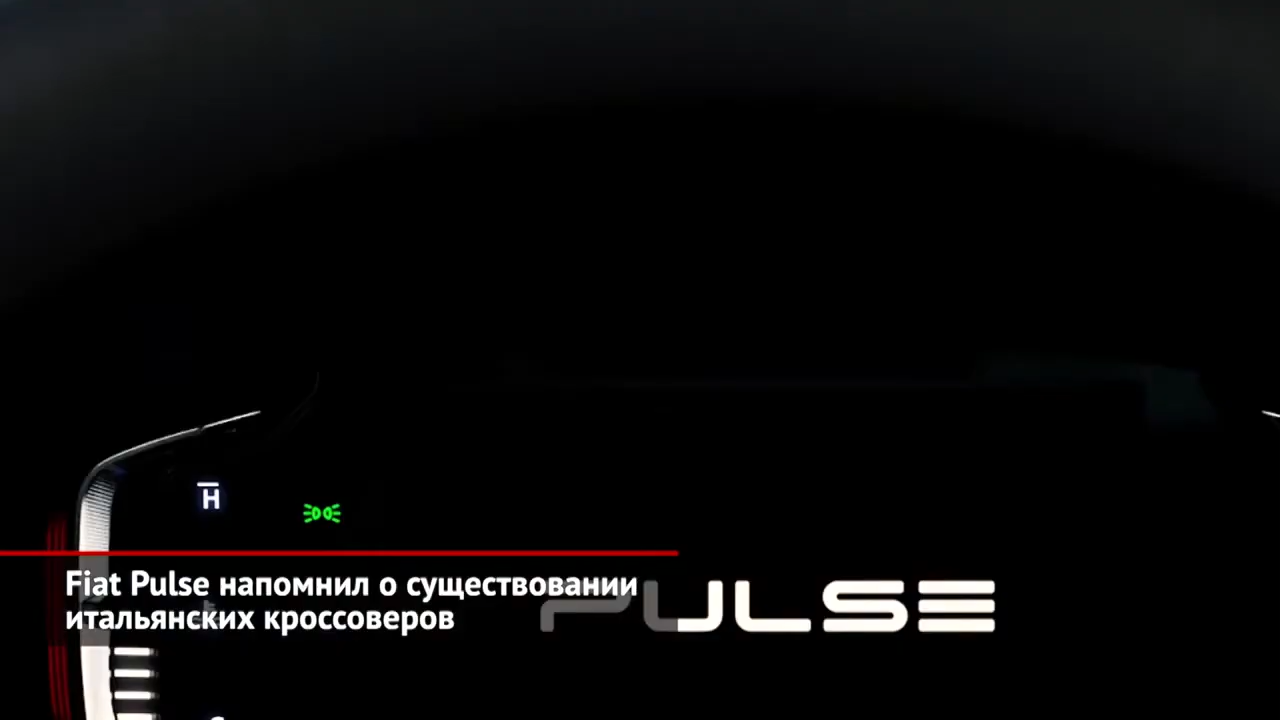 H
Fiat Pulse напомнил о существовании
итальянских кроссоверов
PULSE